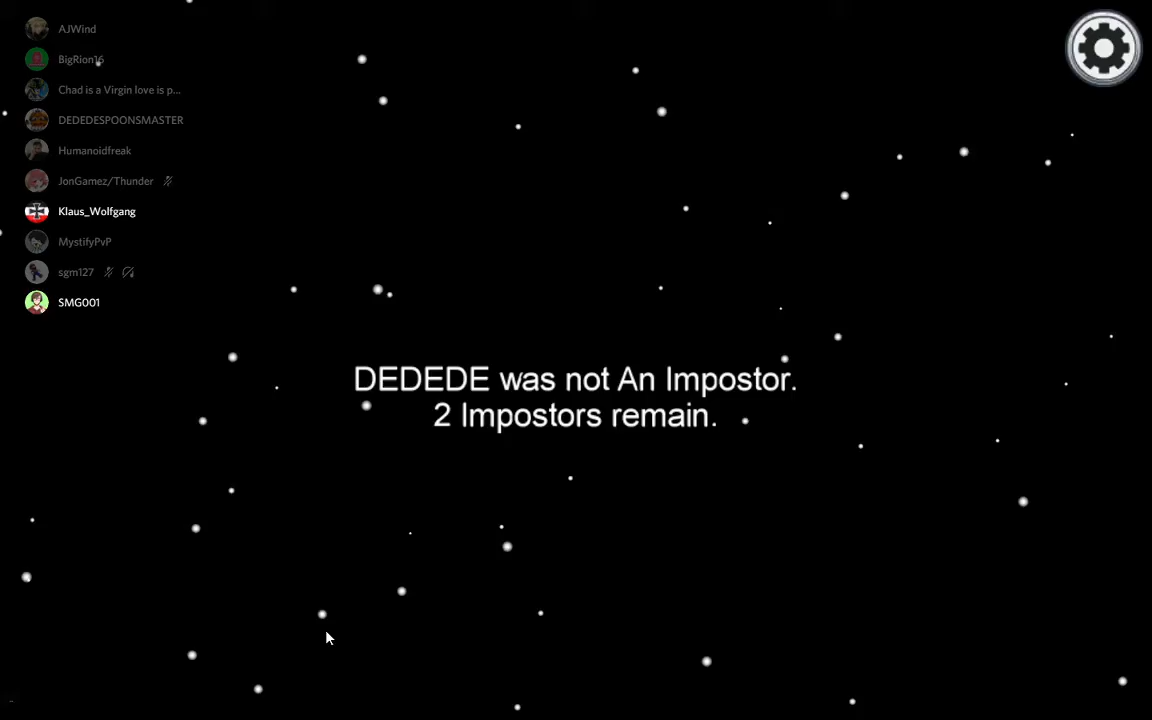 AJWind
BigRion16
Chad is a Virgin love is p...
DEDEDESPOONSMASTER
Humanoidfreak
JonGamez/Thunder
Klaus_Wolfgang
MystifyPvP
sgm127
SMG001
DEDEDE was not An Impostor.
2 Impostors remain.